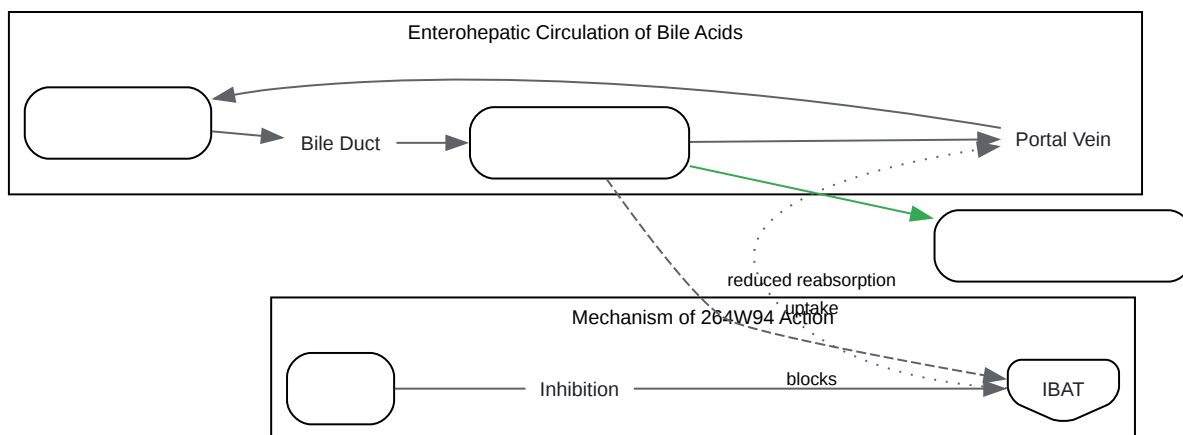 Enterohepatic Circulation of Bile Acids
Bile Duct
Portal Vein
reduced reabsorption
uptake
Mechanism of 264W94 Action
Inhibition
blocks
IBAT